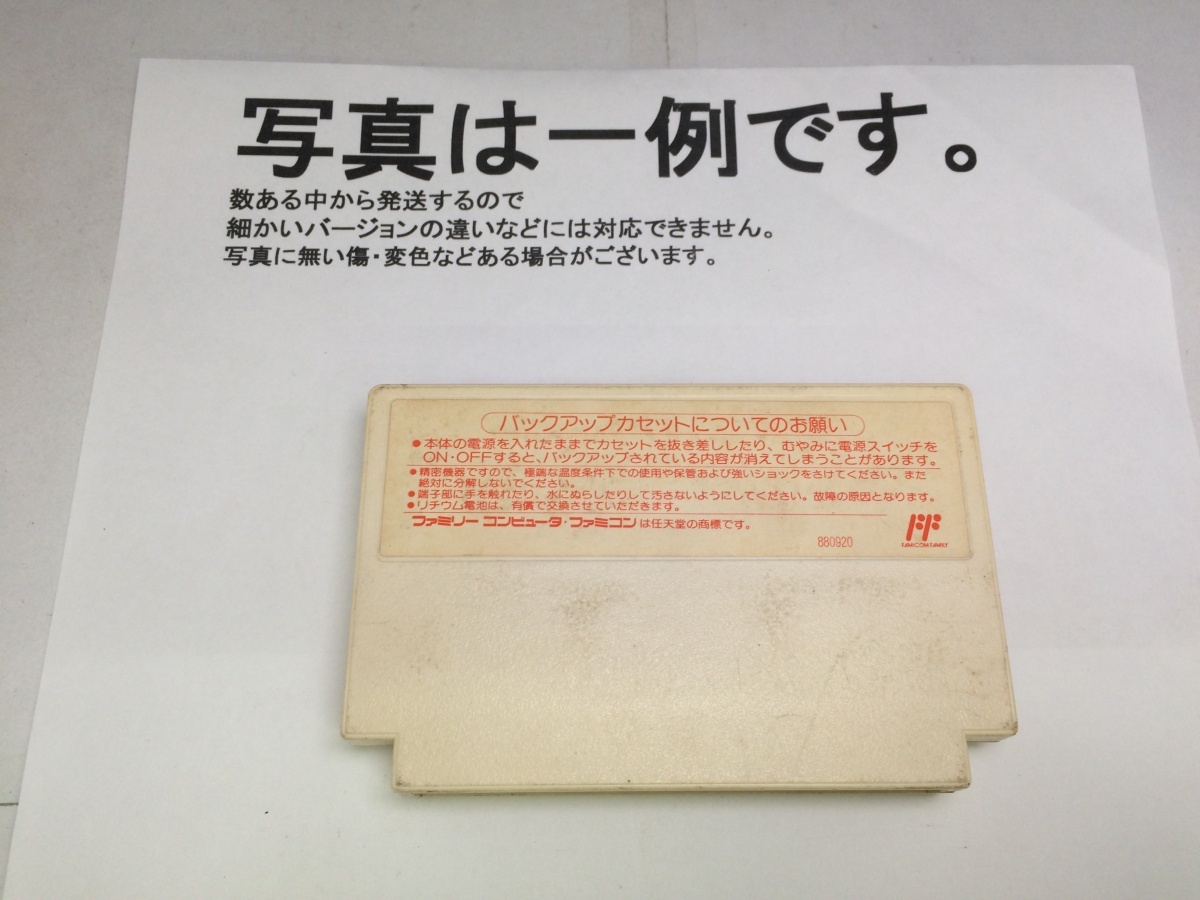 写真は一例です。
数ある中から発送するので
細かいバージョンの違いなどには対応できません。
写真に無い傷・変色などある場合がございます。
バックアップカセットについてのお願い
●本体の電源を入れたままでカセットを抜き差ししたり、むやみに電源スイッチを
ON・OFFすると、バックアップされている内容が消えてしまうことがあります。
●精密機器ですので、極端な温度条件下での使用や保管および強いショックをさけてください。また
絶対に分解しないでください。
●端子部に手を触れたり、水にぬらしたりして汚さないようにしてください。故障の原因となります。
●リチウム電池は、有償で交換させていただきます。
ファミリーコンピュータ・ファミコンは任天堂の商標です。
880920
FAMICOM FAMILY